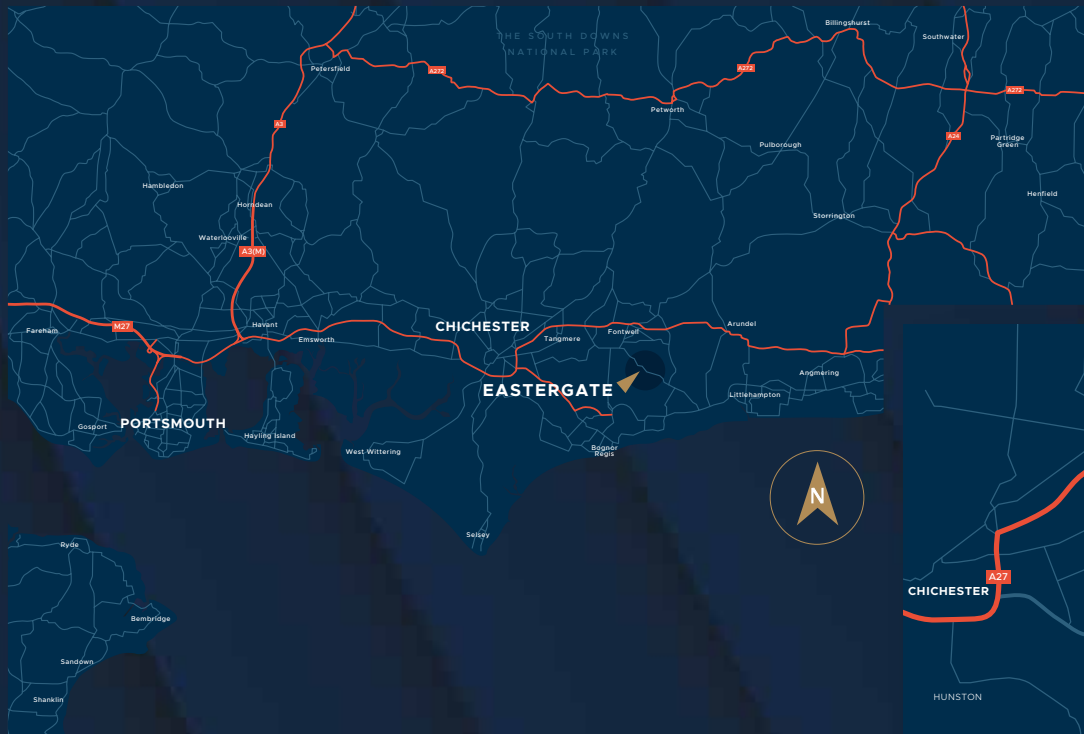 THE SOUTH DOWNS
NATIONAL PARK
Billingshurst
Southwater
Petersfield
A272
A272
A272
Petworth
A3
A24
Partridge
Green
Pulborough
Hambledon
Henfield
Horndean
Storrington
Waterlooville
A3(M)
M27
Fareham
Havant
Emsworth
CHICHESTER
Tangmere
Fontwell
Arundel
Angmering
EASTERGATE
Littlehampton
Gosport
PORTSMOUTH
Hayling Island
West Wittering
Bognor
Regis
N
Selsey
Ryde
Bembridge
Sandown
Shanklin
A27
CHICHESTER
HUNSTON